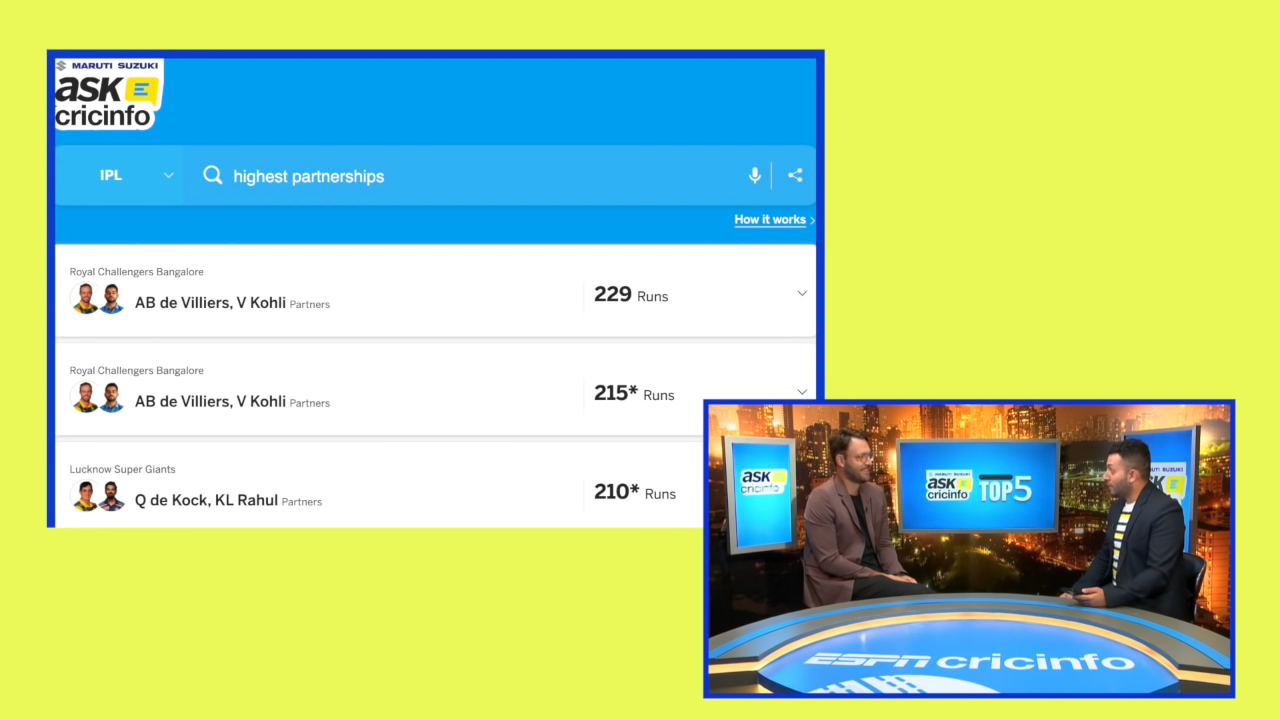 MARUTI SUZUKI
ask
cricinfo
IPL
highest partnerships
How it works
Royal Challengers Bangalore
AB de Villiers, V Kohli Partners
229 Runs
Royal Challengers Bangalore
AB de Villiers, V Kohli Partners
215* Runs
Lucknow Super Giants
Q de Kock, KL Rahul Partners
210* Runs
ask
cricinfo
MARUTI SUZUKI
ask
cricinfo
TOP5
UTI SUZUKI
ESPN cricinfo